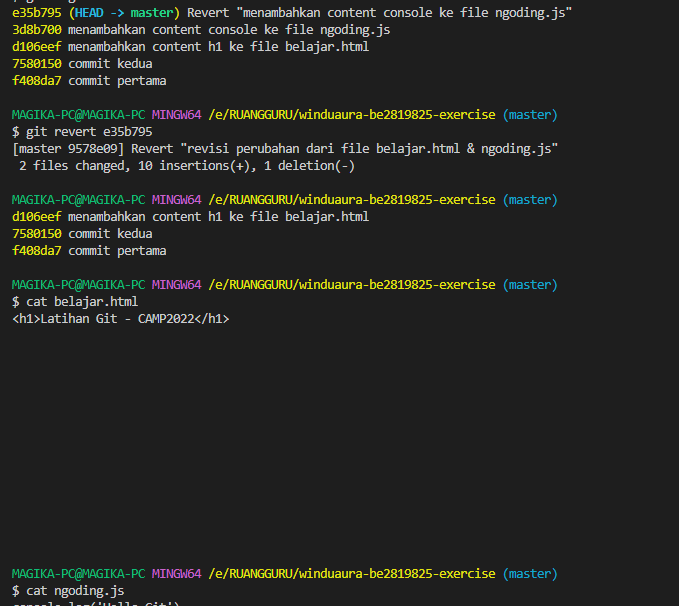 e35b795 (HEAD -> master) Revert "menambahkan content console ke file ngoding.js"
3d8b700 menambahkan content console ke file ngoding.js
d106eef menambahkan content h1 ke file belajar.html
7580150 commit kedua
f408da7 commit pertama
MAGIKA-PC@MAGIKA-PC MINGW64 /e/RUANGGURU/winduaura-be2819825-exercise (master)
$ git revert e35b795
[master 9578e09] Revert "revisi perubahan dari file belajar.html & ngoding.js"
2 files changed, 10 insertions(+), 1 deletion(-)
MAGIKA-PC@MAGIKA-PC MINGW64 /e/RUANGGURU/winduaura-be2819825-exercise (master)
d106eef menambahkan content h1 ke file belajar.html
7580150 commit kedua
f408da7 commit pertama
MAGIKA-PC@MAGIKA-PC MINGW64 /e/RUANGGURU/winduaura-be2819825-exercise (master)
$ cat belajar.html
<h1>Latihan Git - CAMP2022</h1>
MAGIKA-PC@MAGIKA-PC MINGW64 /e/RUANGGURU/winduaura-be2819825-exercise (master)
$ cat ngoding.js
console.log('Hello Git')